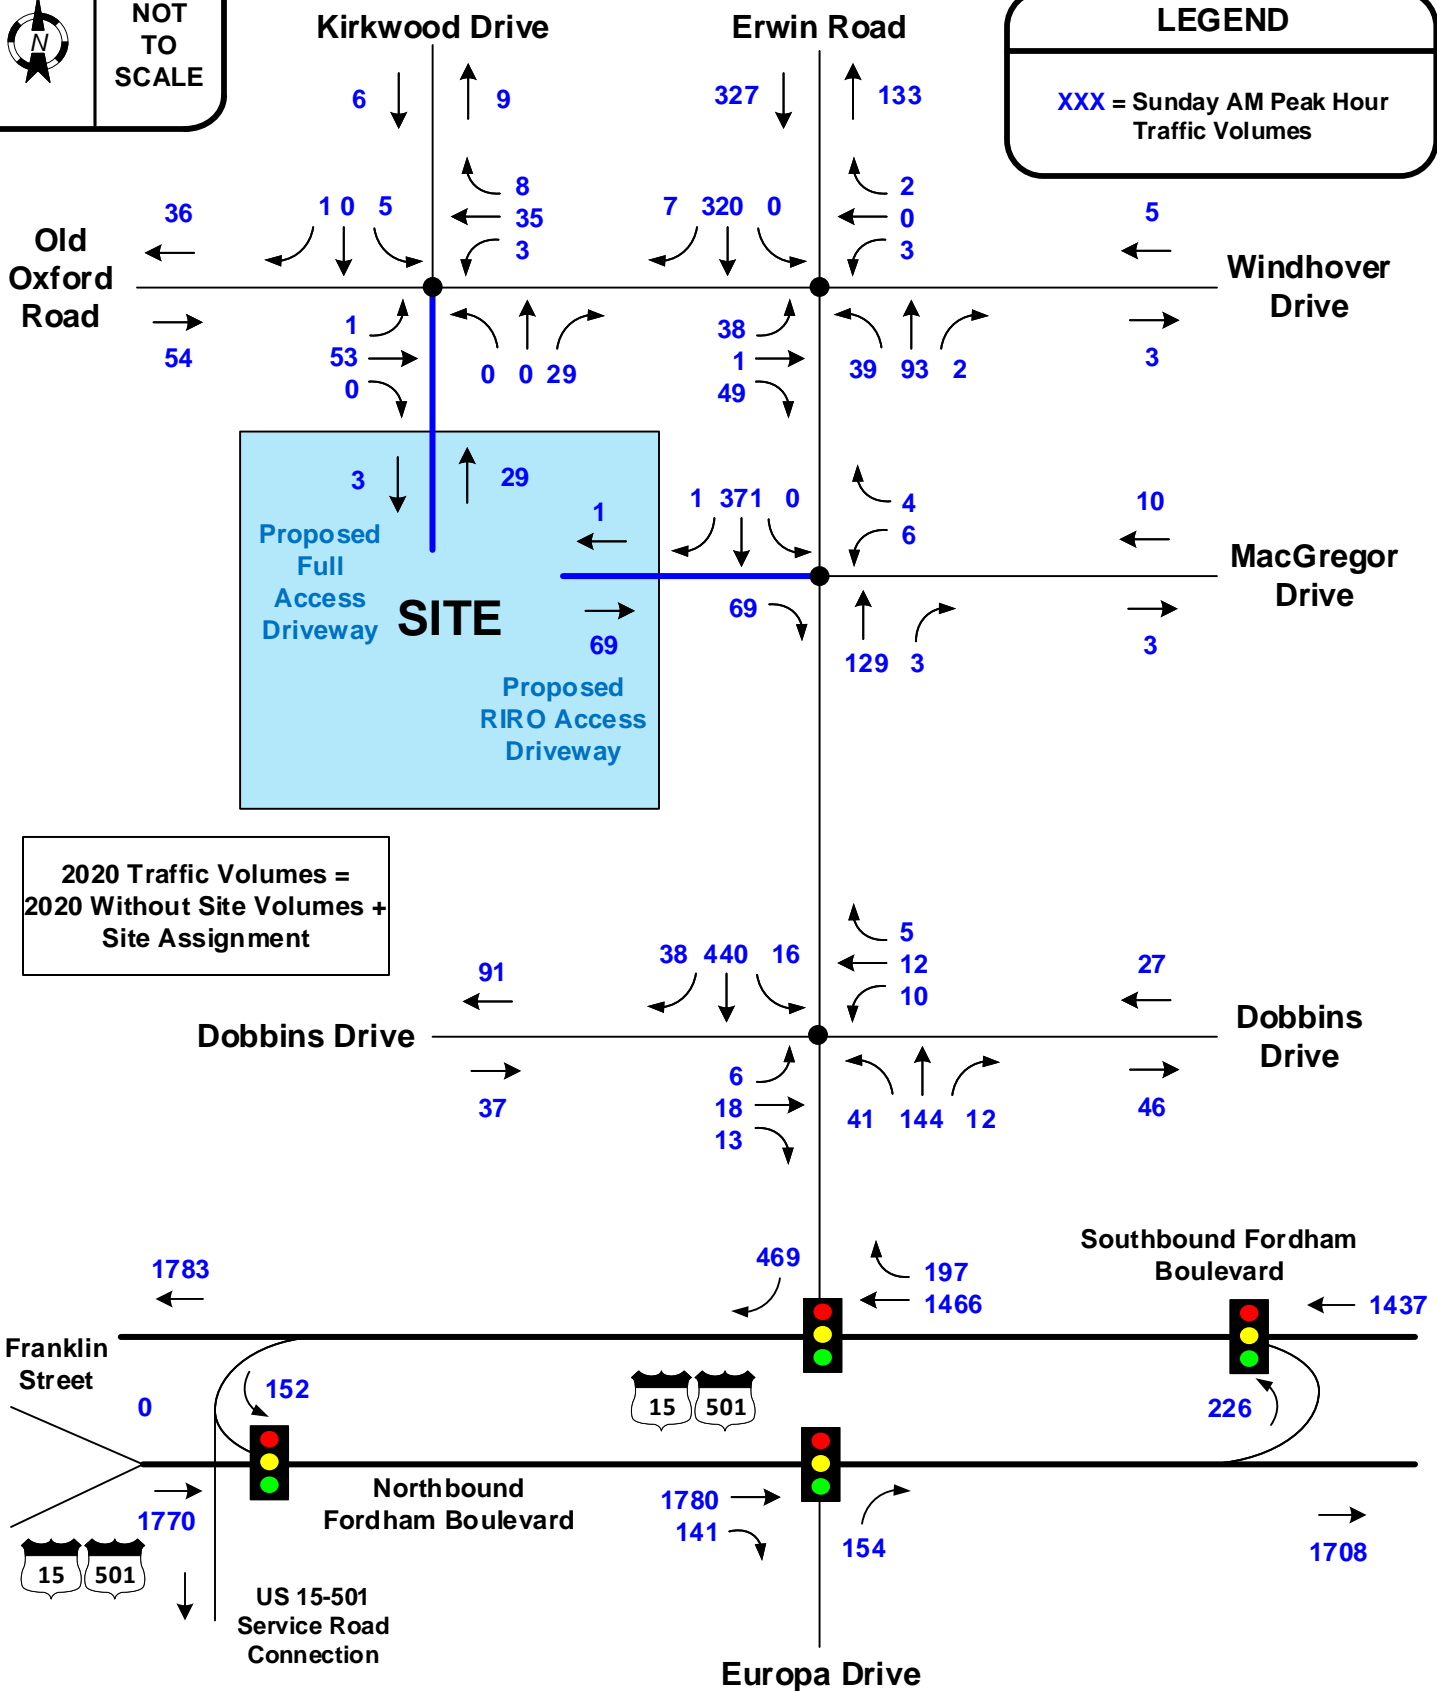 N
NOT
TO
SCALE
Kirkwood Drive
Erwin Road
LEGEND
XXX = Sunday AM Peak Hour
Traffic Volumes
6
9
327
133
36
1 0 5
8
35
3
7 320 0
2
0
3
5
Old
Oxford
Road
Windhover
Drive
54
1
53
0
0 0 29
38
1
49
39 93 2
3
3
29
1
1 371 0
4
6
10
Proposed
Full
Access
Driveway
SITE
69
69
129 3
3
MacGregor
Drive
Proposed
RIRO Access
Driveway
2020 Traffic Volumes =
2020 Without Site Volumes +
Site Assignment
91
38 440 16
5
12
10
27
Dobbins Drive
Dobbins
Drive
37
6
18
13
41 144 12
46
1783
469
197
1466
Southbound Fordham
Boulevard
1437
Franklin
Street
0
152
15 501
226
1770
Northbound
Fordham Boulevard
1780
141
154
1708
15 501
US 15-501
Service Road
Connection
Europa Drive